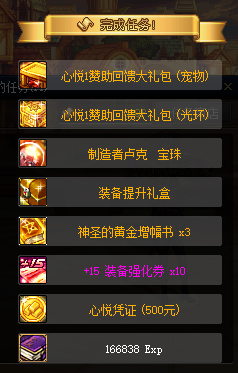 完成任务!
心悦1赞助回馈大礼包 (宠物)
心悦1赞助回馈大礼包 (光环)
制造者卢克 宝珠
装备提升礼盒
神圣的黄金增幅书 x3
+15 装备强化券 x10
+15
心悦凭证 (500元)
166838 Exp